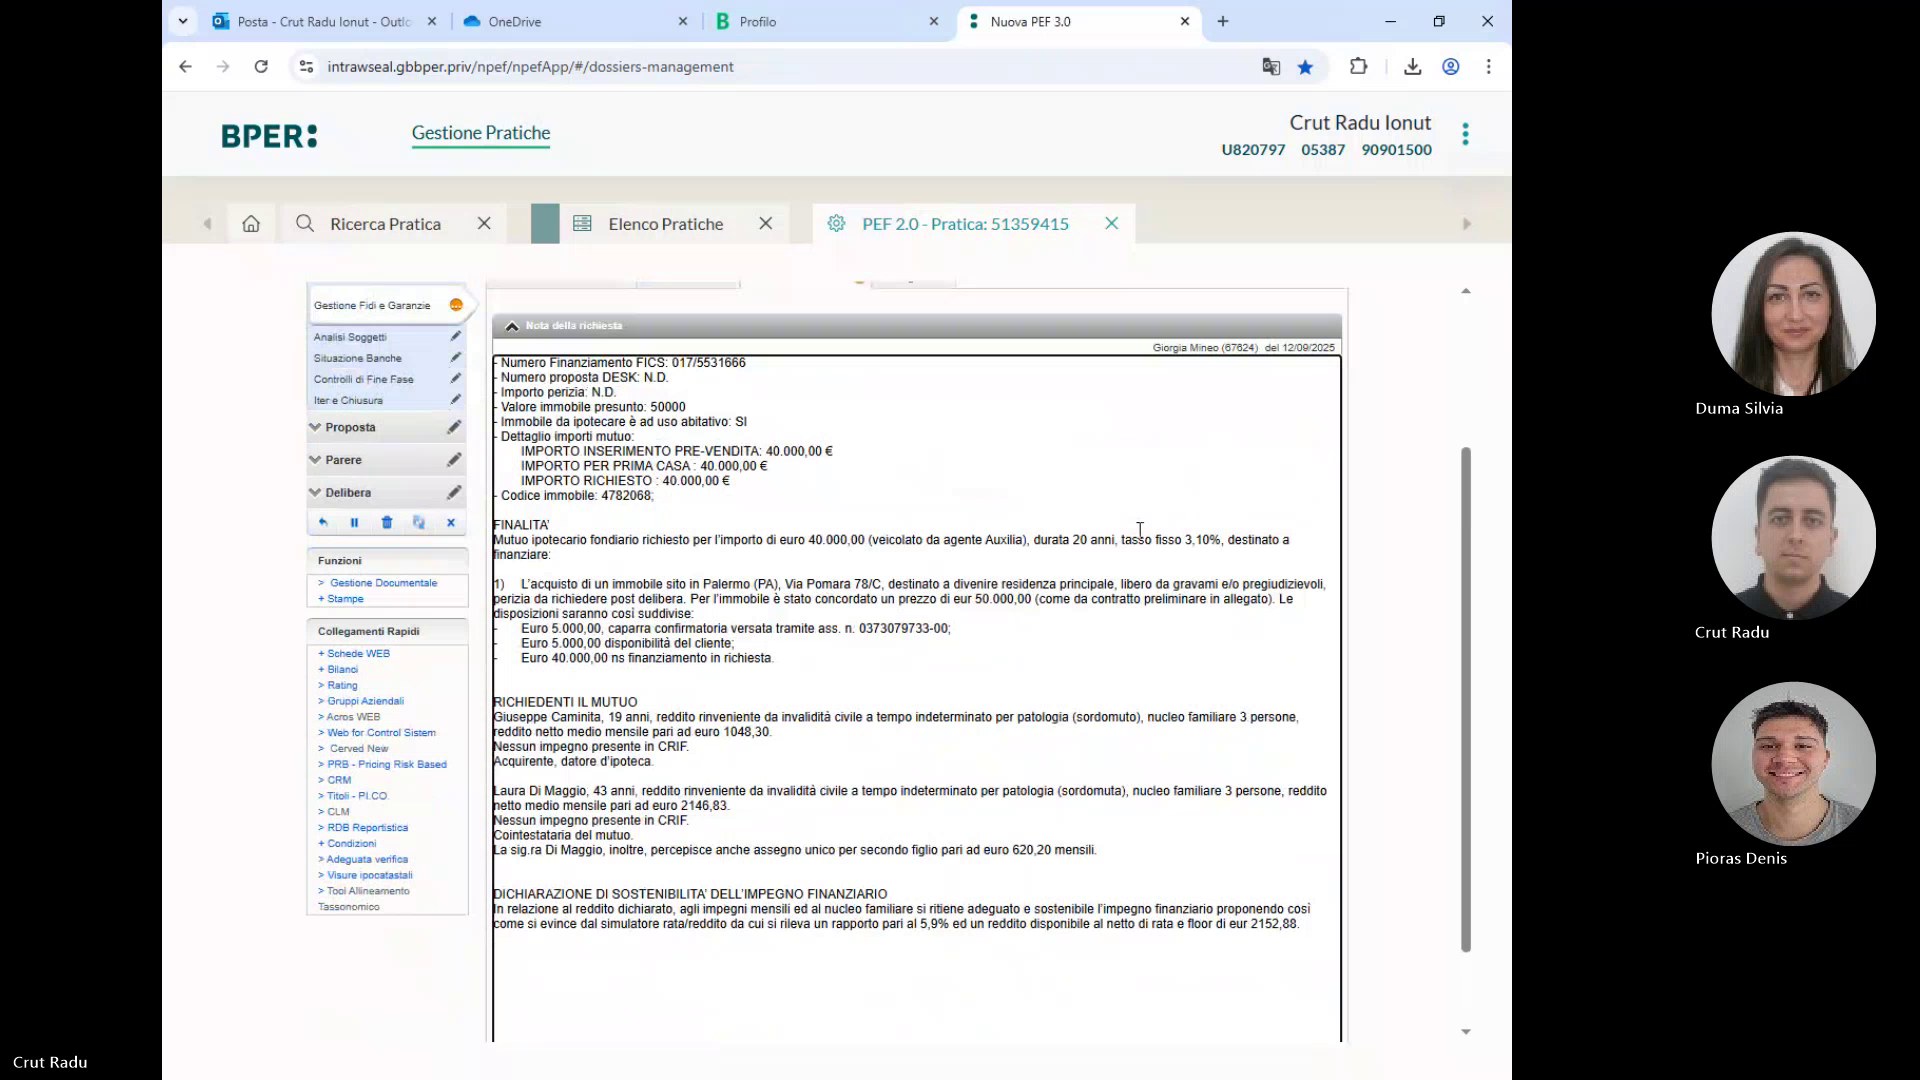 Posta - Crut Radu Ionut - Outlo
OneDrive
Profilo
Nuova PEF 3.0
intrawseal.gbbper.priv/npef/npefApp/#/dossiers-management
BPER:
Gestione Pratiche
Crut Radu Ionut
U820797 05387 90901500
Ricerca Pratica
Elenco Pratiche
PEF 2.0 - Pratica: 51359415
Gestione Fidi e Garanzie
Analisi Soggetti
Situazione Banche
Controlli di Fine Fase
Iter e Chiusura
Proposta
Parere
Delibera
Funzioni
> Gestione Documentale
+ Stampe
Collegamenti Rapidi
+ Schede WEB
+ Bilanci
> Rating
> Gruppi Aziendali
> Acros WEB
> Web for Control Sistem
> Cerved New
> PRB - Pricing Risk Based
> CRM
> Titoli - PI.CO.
> CLM
> RDB Reportistica
+ Condizioni
> Adeguata verifica
> Visure ipocatastali
> Tool Allineamento
Tassonomico
Nota della richiesta
Giorgia Mineo (67624) del 12/09/2025
- Numero Finanziamento FICS: 017/5531666
- Numero proposta DESK: N.D.
- Importo perizia: N.D.
- Valore immobile presunto: 50000
- Immobile da ipotecare è ad uso abitativo: SI
- Dettaglio importi mutuo:
IMPORTO INSERIMENTO PRE-VENDITA: 40.000,00 €
IMPORTO PER PRIMA CASA : 40.000,00 €
IMPORTO RICHIESTO : 40.000,00 €
- Codice immobile: 4782068;
FINALITA'
Mutuo ipotecario fondiario richiesto per l'importo di euro 40.000,00 (veicolato da agente Auxilia), durata 20 anni, tasso fisso 3,10%, destinato a
finanziare:
1) L'acquisto di un immobile sito in Palermo (PA), Via Pomara 78/C, destinato a divenire residenza principale, libero da gravami e/o pregiudizievoli,
perizia da richiedere post delibera. Per l'immobile è stato concordato un prezzo di eur 50.000,00 (come da contratto preliminare in allegato). Le
disposizioni saranno così suddivise:
- Euro 5.000,00, caparra confirmatoria versata tramite ass. n. 0373079733-00;
- Euro 5.000,00 disponibilità del cliente;
- Euro 40.000,00 ns finanziamento in richiesta.
RICHIEDENTI IL MUTUO
Giuseppe Caminita, 19 anni, reddito rinveniente da invalidità civile a tempo indeterminato per patologia (sordomuto), nucleo familiare 3 persone,
reddito netto medio mensile pari ad euro 1048,30.
Nessun impegno presente in CRIF.
Acquirente, datore d'ipoteca.
Laura Di Maggio, 43 anni, reddito rinveniente da invalidità civile a tempo indeterminato per patologia (sordomuta), nucleo familiare 3 persone, reddito
netto medio mensile pari ad euro 2146,83.
Nessun impegno presente in CRIF.
Cointestataria del mutuo.
La sig.ra Di Maggio, inoltre, percepisce anche assegno unico per secondo figlio pari ad euro 620,20 mensili.
DICHIARAZIONE DI SOSTENIBILITA' DELL'IMPEGNO FINANZIARIO
In relazione al reddito dichiarato, agli impegni mensili ed al nucleo familiare si ritiene adeguato e sostenibile l'impegno finanziario proponendo così
come si evince dal simulatore rata/reddito da cui si rileva un rapporto pari al 5,9% ed un reddito disponibile al netto di rata e floor di eur 2152,88.
Duma Silvia
Crut Radu
Pioras Denis
Crut Radu